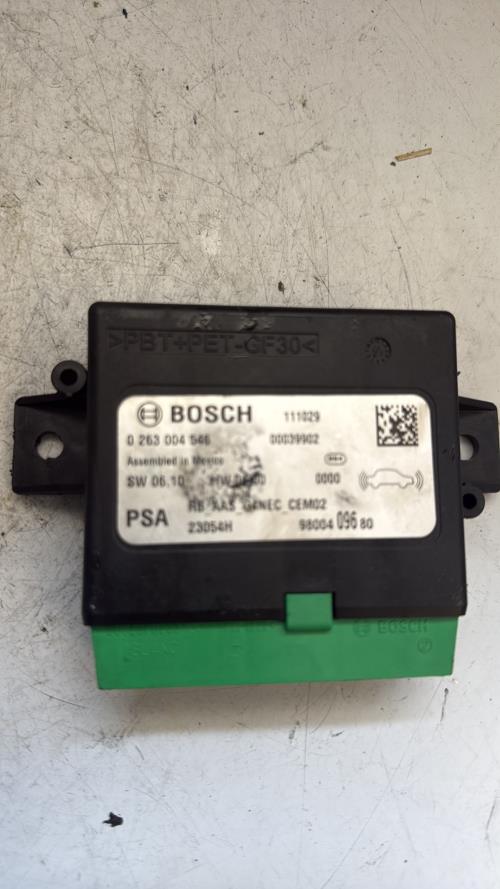 >PBT+PET-GF30<
BOSCH 111029
0 263 004 546 00039902
Assembled in Mexico
SW 06.10 0000
PSA CEM02
23054H 98004 096 80
BOSCH